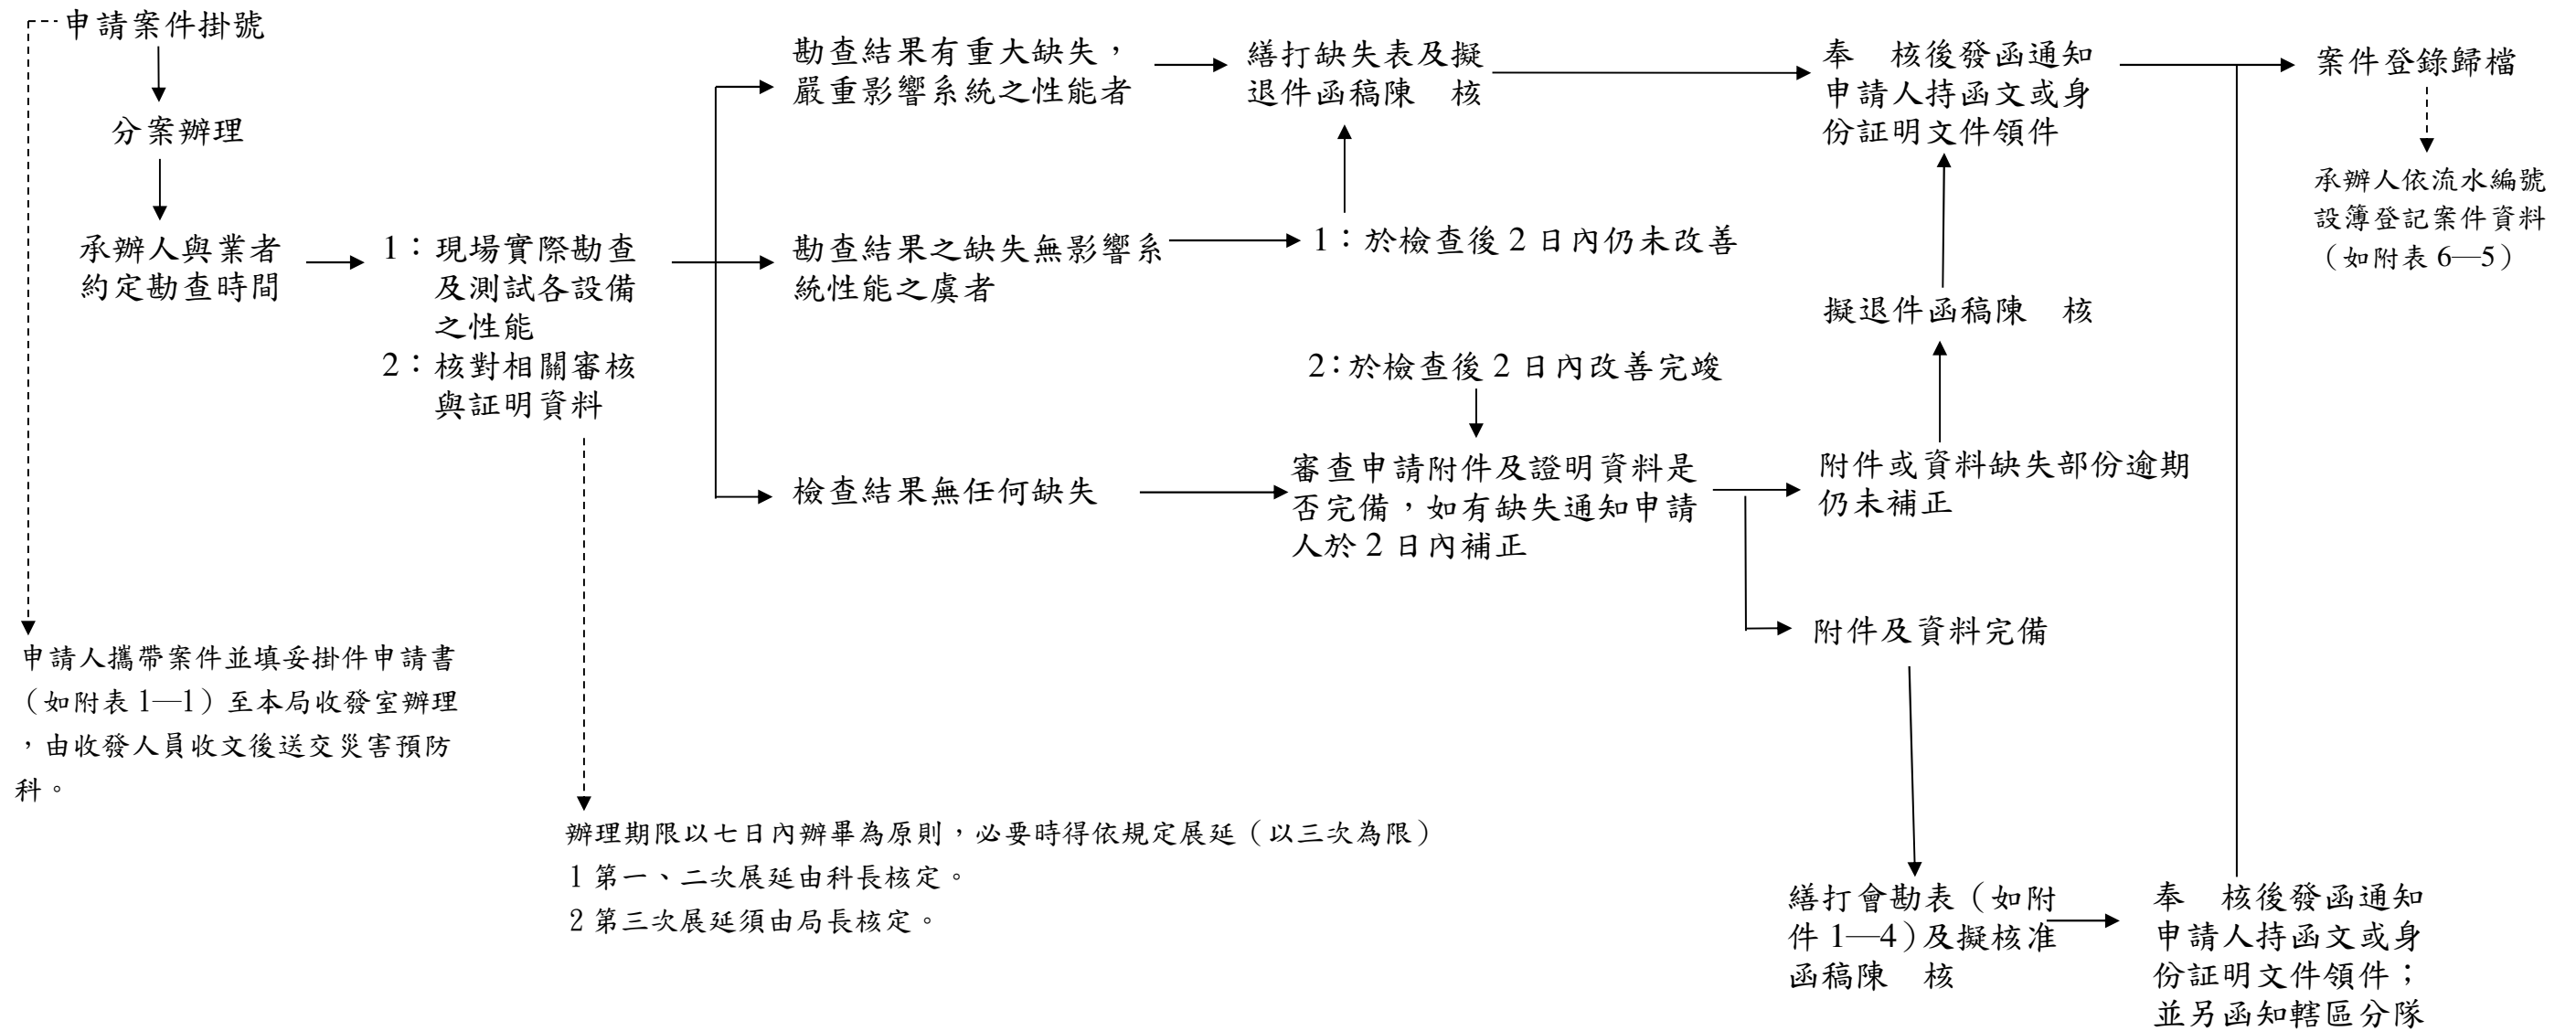 申請案件掛號
分案辦理
承辦人與業者
約定勘查時間
1：現場實際勘查
及測試各設備
之性能
2：核對相關審核
與証明資料
勘查結果有重大缺失，
嚴重影響系統之性能者
勘查結果之缺失無影響系
統性能之虞者
檢查結果無任何缺失
繕打缺失表及擬
退件函稿陳　核
1：於檢查後 2 日內仍未改善
2：於檢查後 2 日內改善完竣
審查申請附件及證明資料是
否完備，如有缺失通知申請
人於 2 日內補正
奉　核後發函通知
申請人持函文或身
份証明文件領件
擬退件函稿陳　核
附件或資料缺失部份逾期
仍未補正
附件及資料完備
繕打會勘表（如附
件 1—4）及擬核准
函稿陳　核
奉　核後發函通知
申請人持函文或身
份証明文件領件；
並另函知轄區分隊
案件登錄歸檔
承辦人依流水編號
設簿登記案件資料
（如附表 6—5）
申請人攜帶案件並填妥掛件申請書
（如附表 1—1）至本局收發室辦理
，由收發人員收文後送交災害預防
科。
辦理期限以七日內辦畢為原則，必要時得依規定展延（以三次為限）
1 第一、二次展延由科長核定。
2 第三次展延須由局長核定。